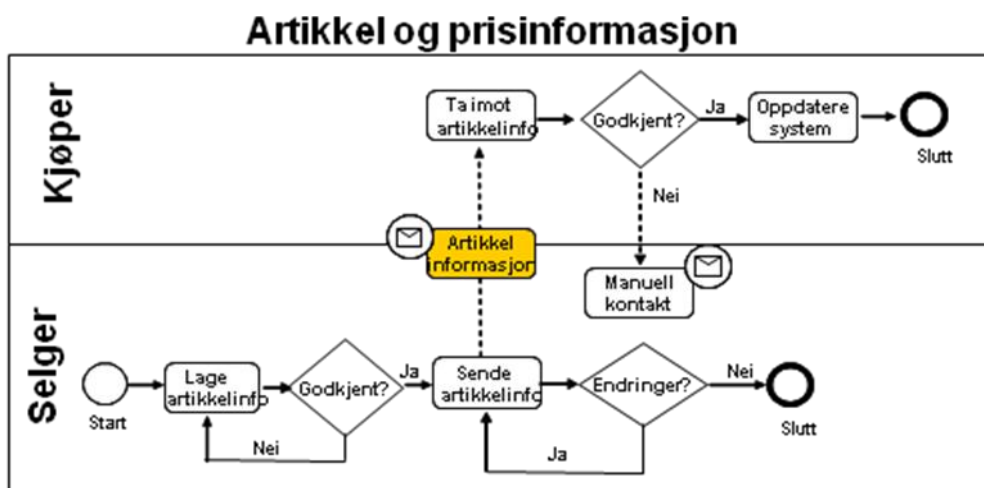 Artikkel og prisinformasjon
Kjøper
Ta imot
artikkelinfo
Godkjent?
Ja
Oppdatere
system
Slutt
Nei
Artikkel
informasjon
Manuell
kontakt
Selger
Start
Lage
artikkelinfo
Godkjent?
Ja
Nei
Sende
artikkelinfo
Endringer?
Nei
Ja
Slutt